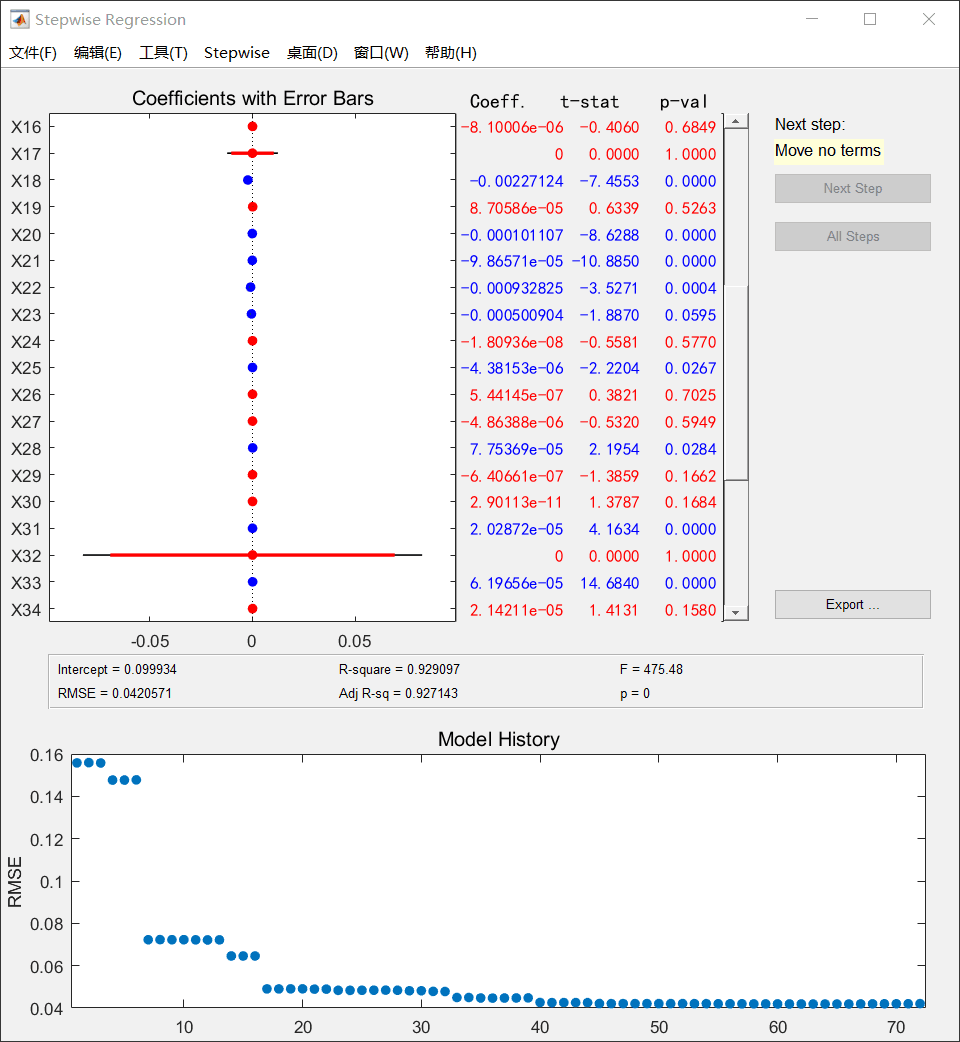 Stepwise Regression
文件(F) 编辑(E) 工具(T) Stepwise 桌面(D) 窗口(W) 帮助(H)
Coefficients with Error Bars
Coeff. t-stat p-val
X16 -8.10006e-06 -0.4060 0.6849
X17 0 0.0000 1.0000
X18 -0.00227124 -7.4553 0.0000
X19 8.70586e-05 0.6339 0.5263
X20 -0.000101107 -8.6288 0.0000
X21 -9.86571e-05 -10.8850 0.0000
X22 -0.000932825 -3.5271 0.0004
X23 -0.000500904 -1.8870 0.0595
X24 -1.80936e-08 -0.5581 0.5770
X25 -4.38153e-06 -2.2204 0.0267
X26 5.44145e-07 0.3821 0.7025
X27 -4.86388e-06 -0.5320 0.5949
X28 7.75369e-05 2.1954 0.0284
X29 -6.40661e-07 -1.3859 0.1662
X30 2.90113e-11 1.3787 0.1684
X31 2.02872e-05 4.1634 0.0000
X32 0 0.0000 1.0000
X33 6.19656e-05 14.6840 0.0000
X34 2.14211e-05 1.4131 0.1580
-0.05 0 0.05
Next step:
Move no terms
Next Step
All Steps
Export ...
Intercept = 0.099934 R-square = 0.929097 F = 475.48
RMSE = 0.0420571 Adj R-sq = 0.927143 p = 0
Model History
RMSE
0.16
0.14
0.12
0.1
0.08
0.06
0.04
10 20 30 40 50 60 70